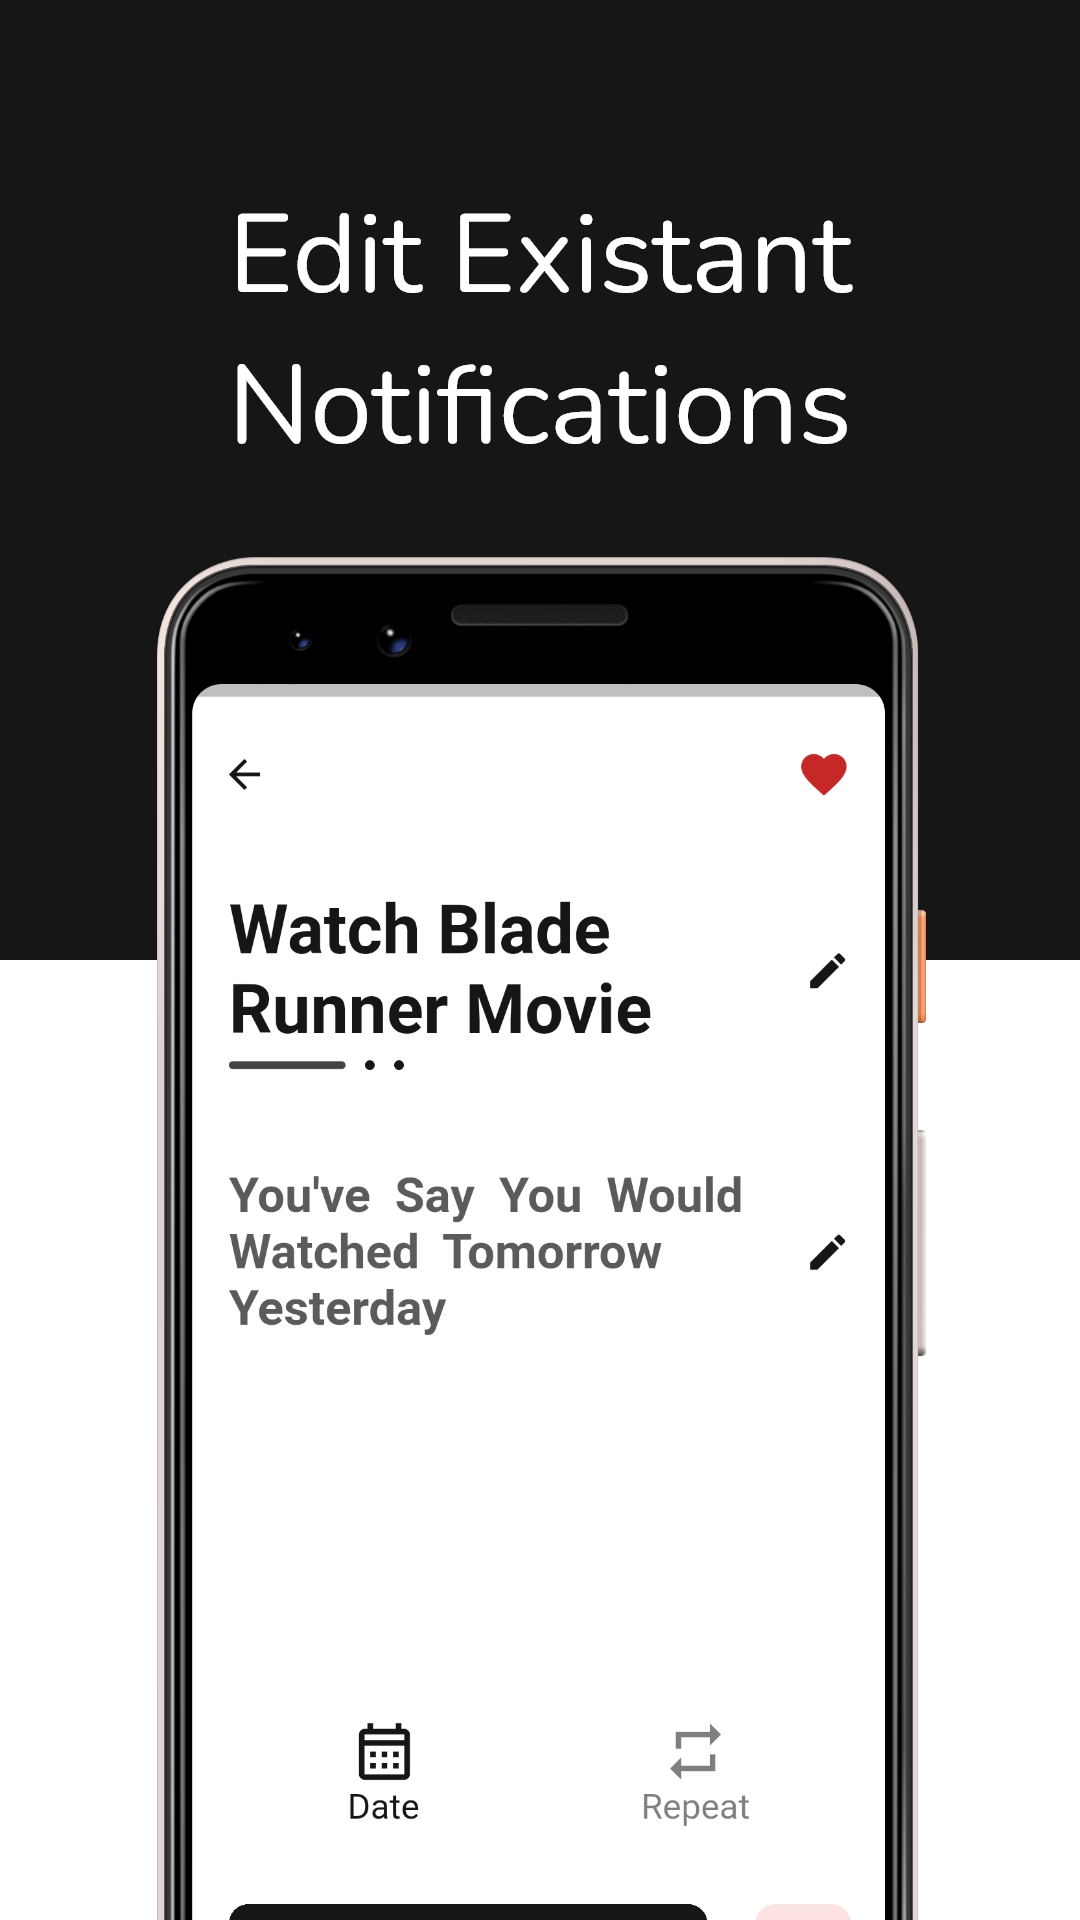 Edit Existant
Notifications
Watch Blade
Runner Movie
You've Say You Would
Watched Tomorrow
Yesterday
Date
Repeat